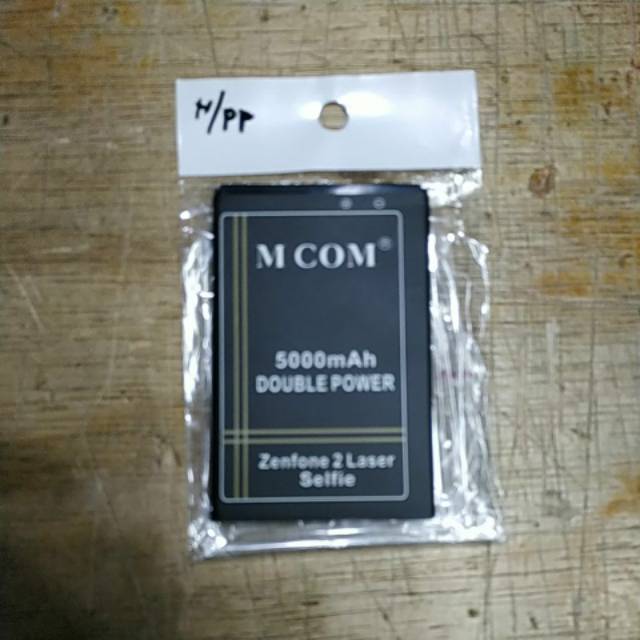 M/PP
M COM®
5000mAh
DOUBLE POWER
Zenfone 2 Laser
Selfie